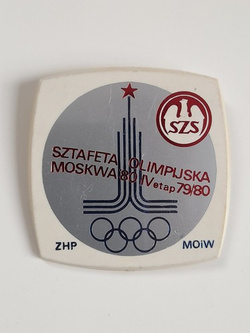 SZS
SZTAFETA OLIMPIJSKA
MOSKWA 80 IV etap 79/80
ZHP MOiW